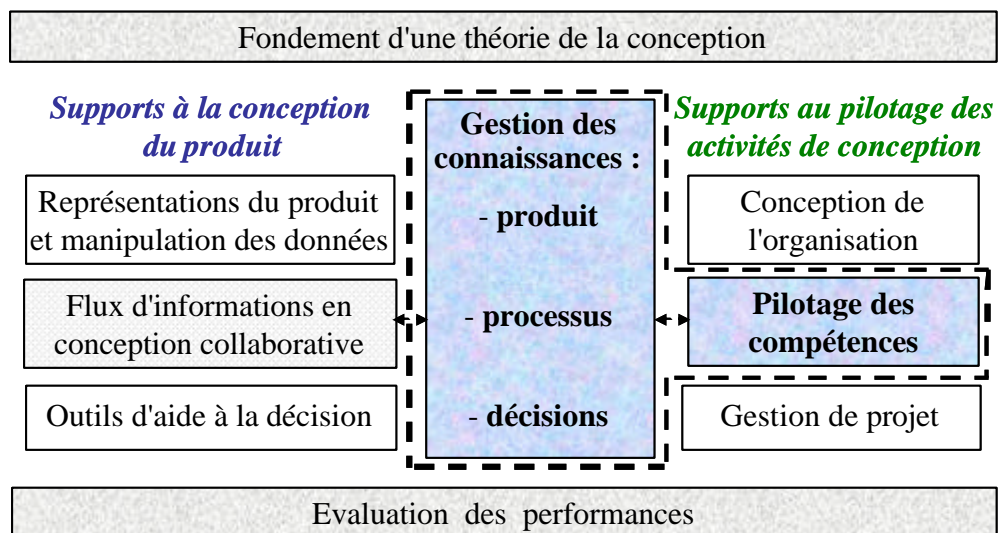 Fondement d'une théorie de la conception
Supports à la conception
du produit
Représentations du produit
et manipulation des données
Flux d'informations en
conception collaborative
Outils d'aide à la décision
Gestion des
connaissances :
- produit
- processus
- décisions
Supports au pilotage des
activités de conception
Conception de
l'organisation
Pilotage des
compétences
Gestion de projet
Evaluation des performances